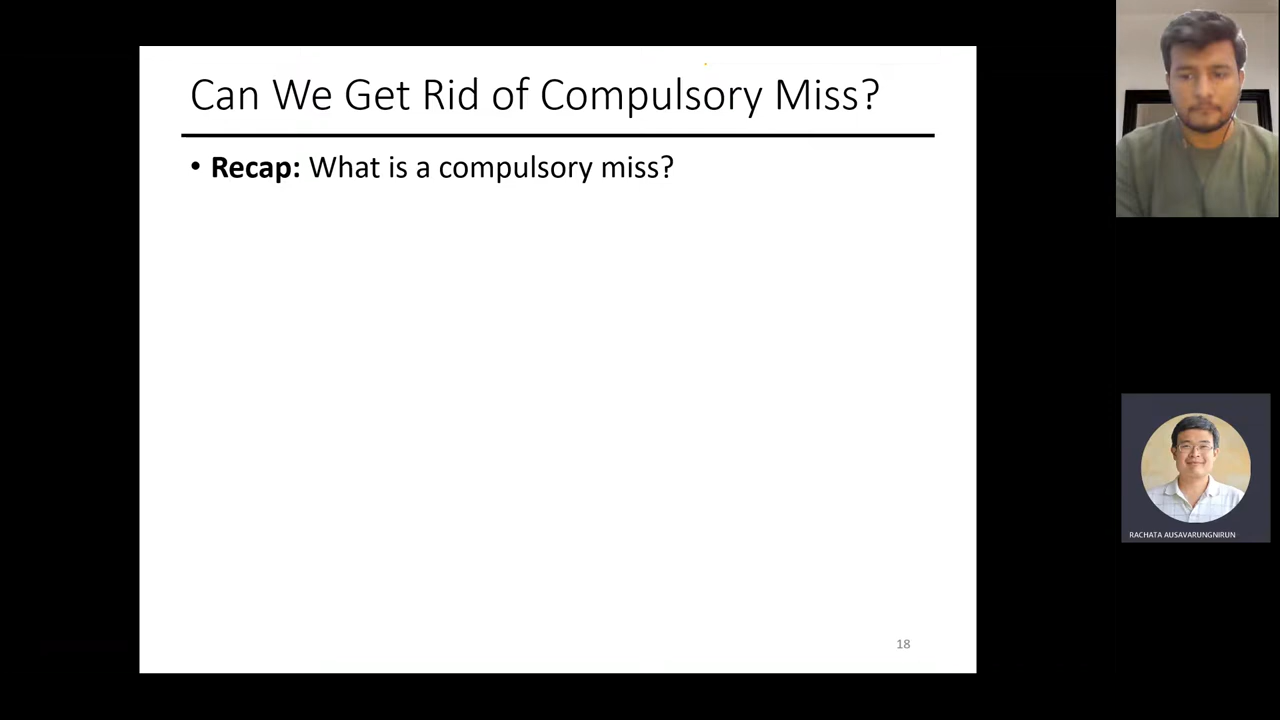 Can We Get Rid of Compulsory Miss?
• Recap: What is a compulsory miss?
18
RACHATA AUSAVARUNGNIRUN